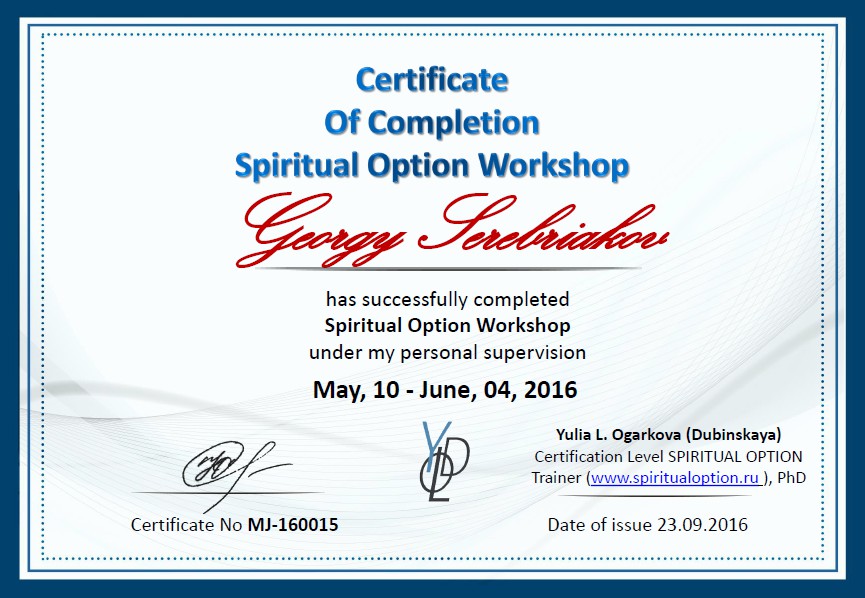 Certificate
Of Completion
Spiritual Option Workshop
Georgy Serebriakov
has successfully completed
Spiritual Option Workshop
under my personal supervision
May, 10 - June, 04, 2016
YLD
Yulia L. Ogarkova (Dubinskaya)
Certification Level SPIRITUAL OPTION
Trainer (www.spiritualoption.ru ), PhD
Certificate No MJ-160015
Date of issue 23.09.2016